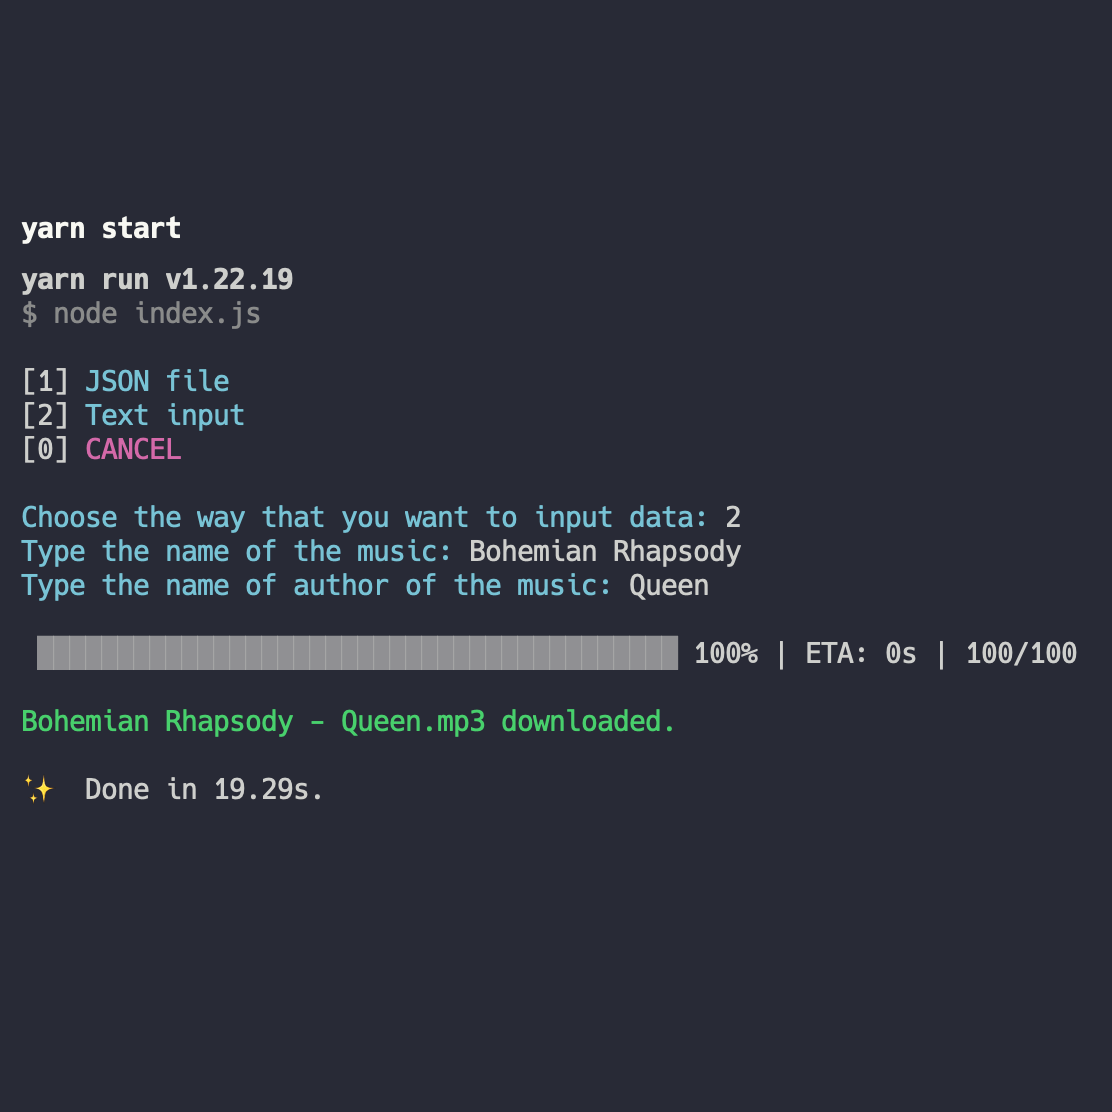 yarn start
yarn run v1.22.19
$ node index.js
[1] JSON file
[2] Text input
[0] CANCEL
Choose the way that you want to input data: 2
Type the name of the music: Bohemian Rhapsody
Type the name of author of the music: Queen
100% | ETA: 0s | 100/100
Bohemian Rhapsody - Queen.mp3 downloaded.
✨ Done in 19.29s.